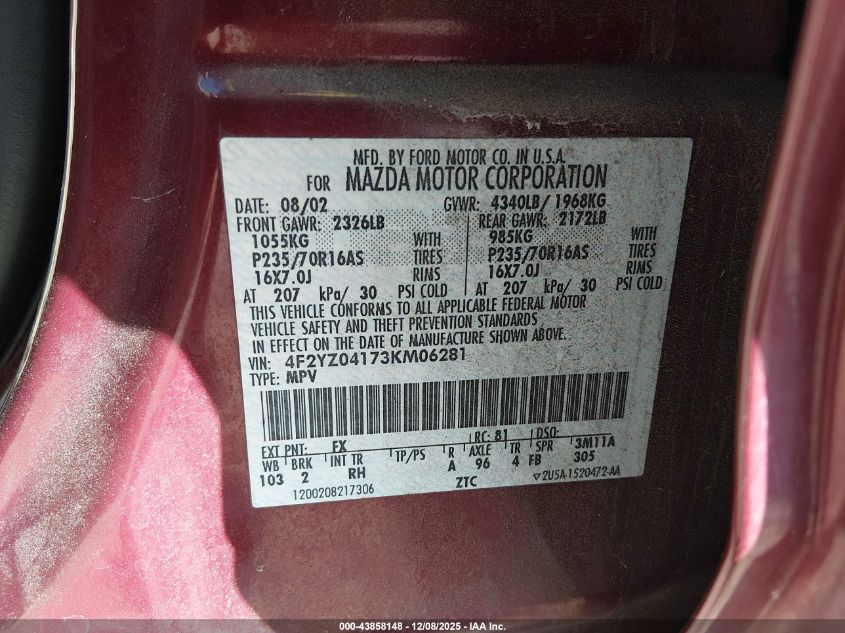 MFD. BY FORD MOTOR CO. IN U.S.A.
FOR MAZDA MOTOR CORPORATION
DATE: 08/02 GVWR: 4340LB/ 1968KG
FRONT GAWR: 2326LB REAR GAWR: 2172LB
1055KG WITH 985KG WITH
P235/70R16AS TIRES P235/70R16AS TIRES
16X7.0J RIMS 16X7.0J RIMS
AT 207 kPa/ 30 PSI COLD AT 207 kPa/ 30 PSI COLD
THIS VEHICLE CONFORMS TO ALL APPLICABLE FEDERAL MOTOR
VEHICLE SAFETY AND THEFT PREVENTION STANDARDS
IN EFFECT ON THE DATE OF MANUFACTURE SHOWN ABOVE.
VIN: 4F2YZ04173KM06281
TYPE: MPV
EXT PNT: FX RC: 81 DSO: 3M11A
WB BRK INT TR TP/PS R AXLE TR SPR
103 2 RH A 96 4 FB 305
1200208217306 ZTC 2USA-1520472-AA
000-43858148 - 12/08/2025 - IAA Inc.